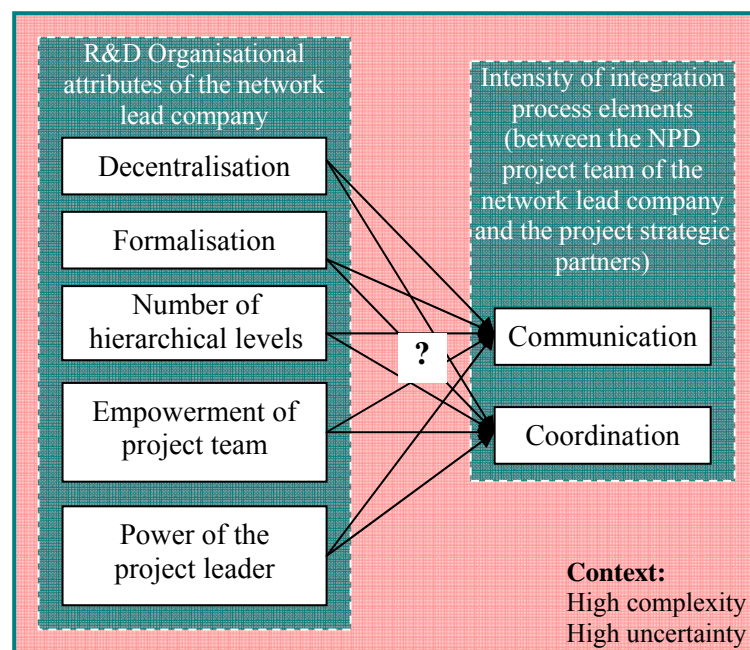 R&D Organisational
attributes of the network
lead company
Decentralisation
Formalisation
Number of
hierarchical levels
Empowerment of
project team
Power of the
project leader
?
Intensity of integration
process elements
(between the NPD
project team of the
network lead company
and the project strategic
partners)
Communication
Coordination
Context:
High complexity
High uncertainty